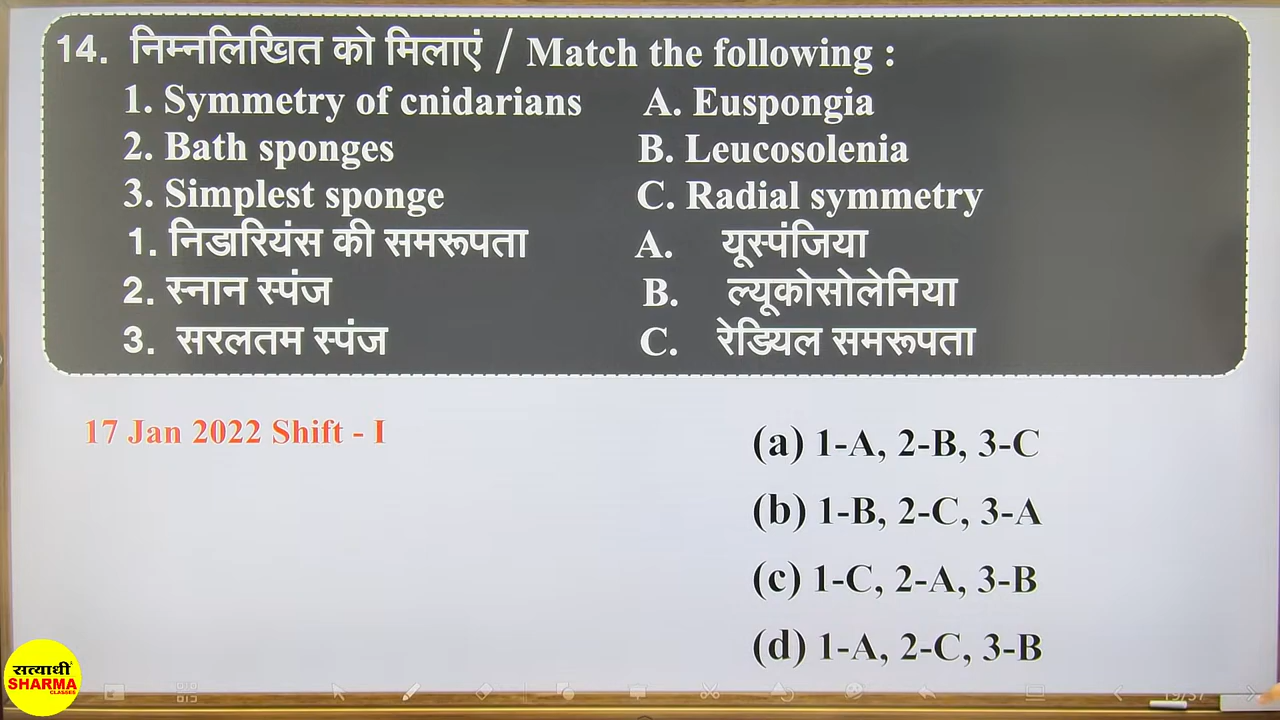 14. निम्नलिखित को मिलाएं / Match the following :
1. Symmetry of cnidarians A. Euspongia
2. Bath sponges B. Leucosolenia
3. Simplest sponge C. Radial symmetry
1. निडारियंस की समरूपता A. यूस्पंजिया
2. स्नान स्पंज B. ल्यूकोसोलेनिया
3. सरलतम स्पंज C. रेड्यिल समरूपता
17 Jan 2022 Shift - I
(a) 1-A, 2-B, 3-C
(b) 1-B, 2-C, 3-A
(c) 1-C, 2-A, 3-B
(d) 1-A, 2-C, 3-B
सत्यार्थी
SHARMA
CLASSES